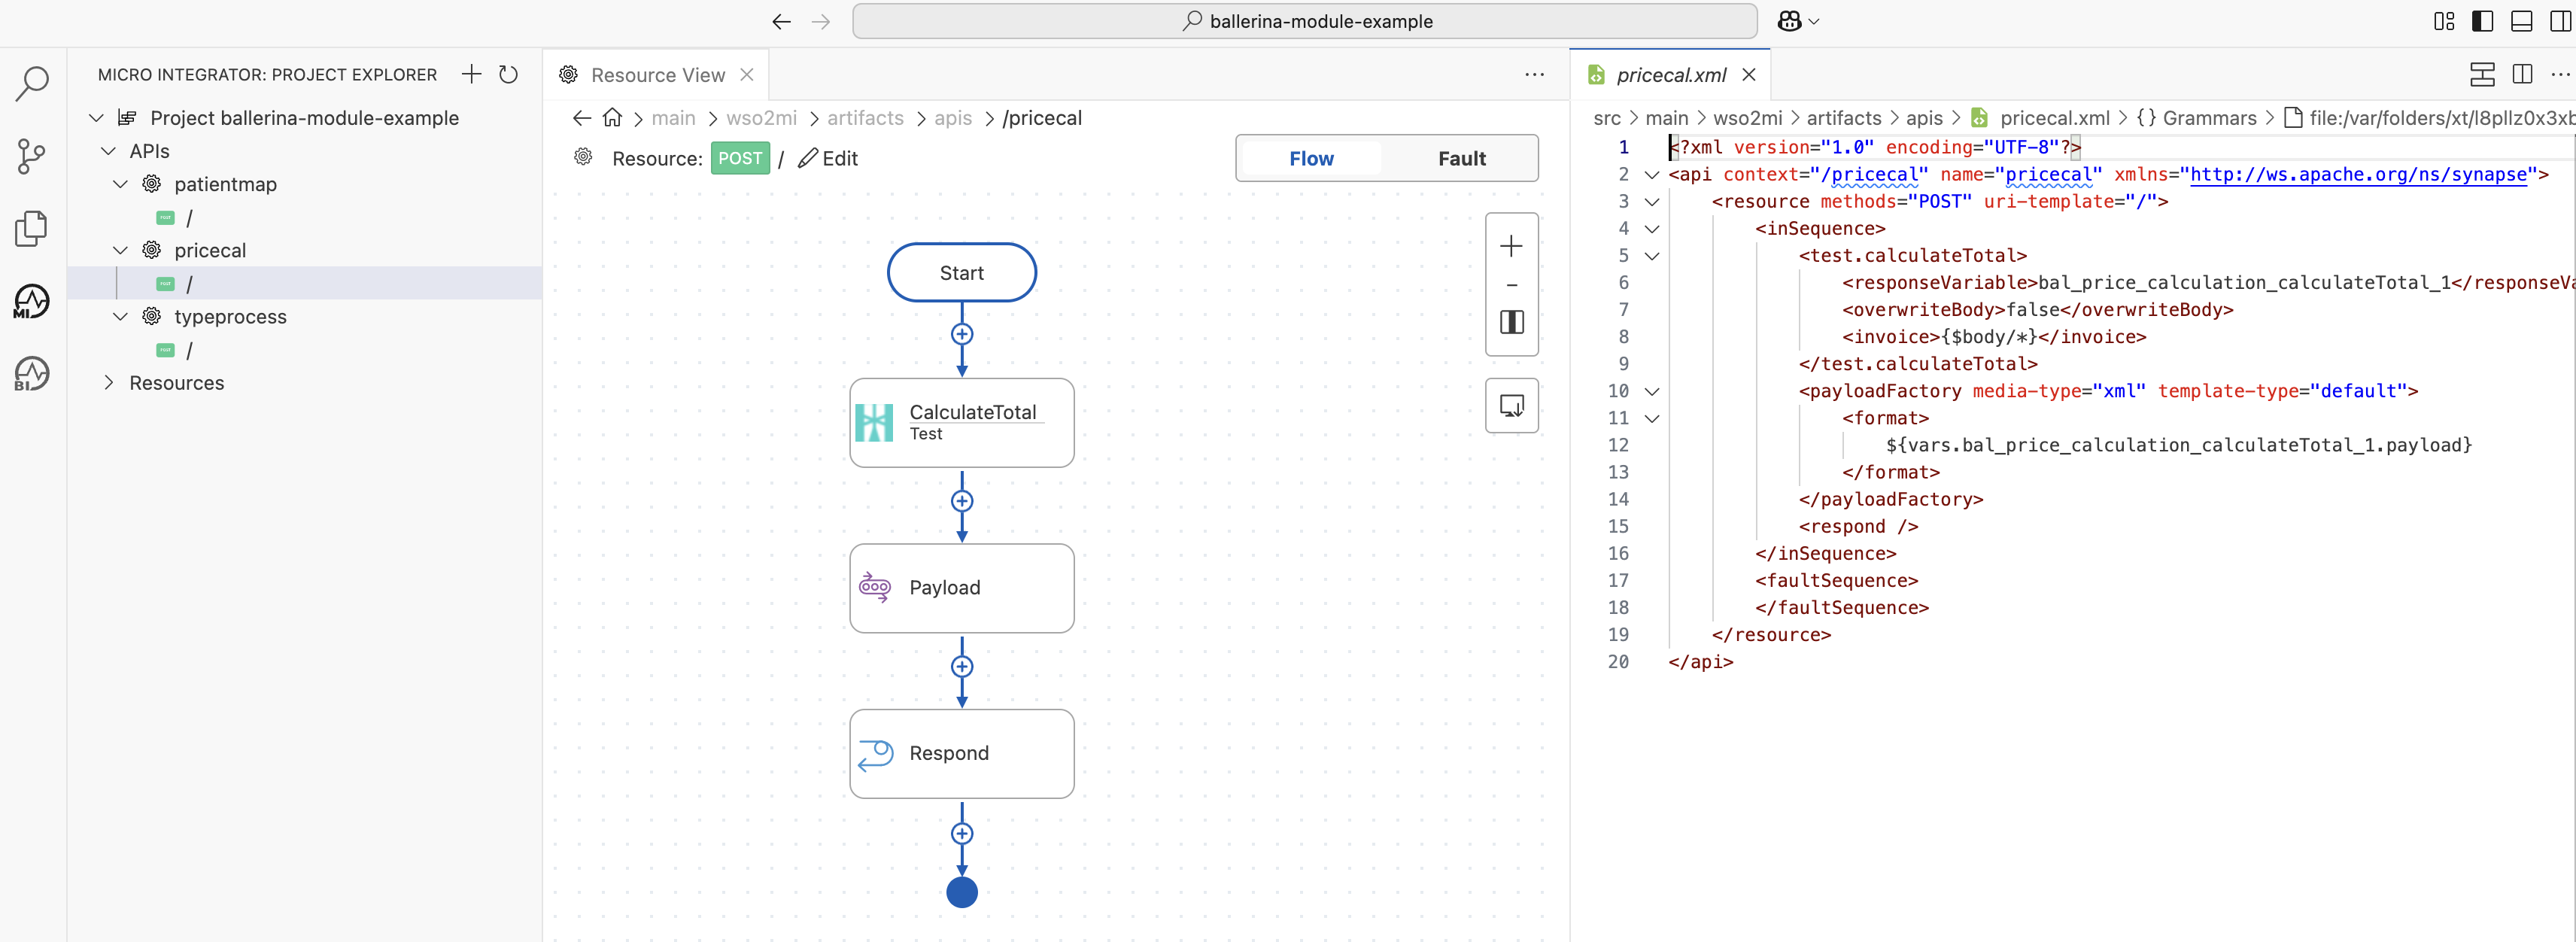 ballerina-module-example
MICRO INTEGRATOR: PROJECT EXPLORER
Project ballerina-module-example
APIs
patientmap
/
pricecal
/
typeprocess
/
Resources
MI
BI
Resource View
main > wso2mi > artifacts > apis > /pricecal
Resource: POST / Edit
Flow
Fault
Start
CalculateTotal
Test
Payload
Respond
pricecal.xml
src > main > wso2mi > artifacts > apis > pricecal.xml > {} Grammars > file:/var/folders/xt/l8pllz0x3xb
1 <?xml version="1.0" encoding="UTF-8"?>
2 <api context="/pricecal" name="pricecal" xmlns="http://ws.apache.org/ns/synapse">
3 <resource methods="POST" uri-template="/">
4 <inSequence>
5 <test.calculateTotal>
6 <responseVariable>bal_price_calculation_calculateTotal_1</responseVa
7 <overwriteBody>false</overwriteBody>
8 <invoice>{$body/*}</invoice>
9 </test.calculateTotal>
10 <payloadFactory media-type="xml" template-type="default">
11 <format>
12 ${vars.bal_price_calculation_calculateTotal_1.payload}
13 </format>
14 </payloadFactory>
15 <respond />
16 </inSequence>
17 <faultSequence>
18 </faultSequence>
19 </resource>
20 </api>